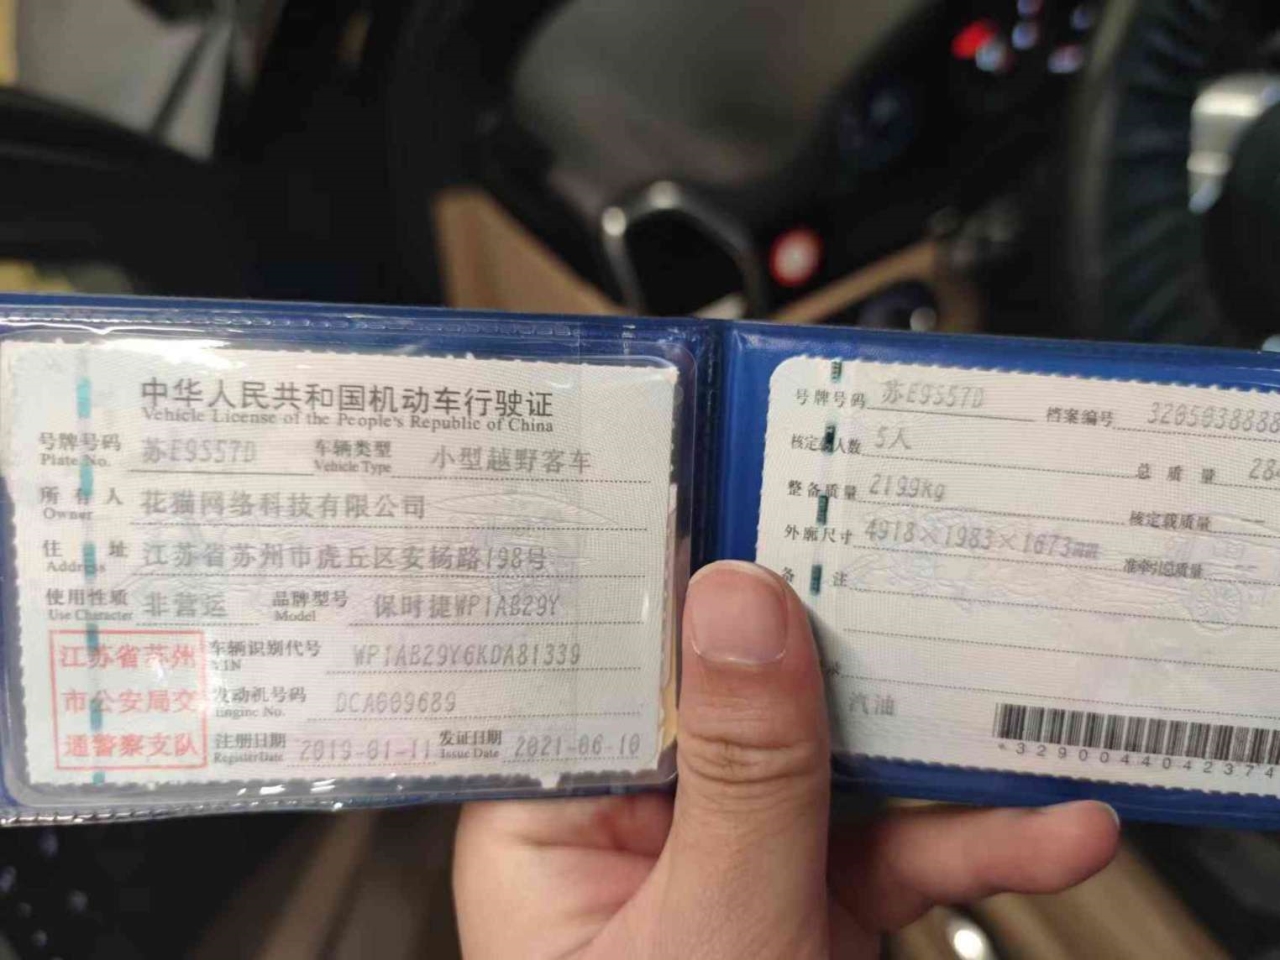 中华人民共和国机动车行驶证
Vehicle License of the People's Republic of China
号牌号码 苏E9S57D 车辆类型 小型越野客车
Plate No. Vehicle Type
所有人 花猫网络科技有限公司
Owner
住址 江苏省苏州市虎丘区安杨路198号
Address
使用性质 非营运 品牌型号 保时捷WP1AB29Y
Use Character Model
江苏省苏州
市公安局交
通警察支队
车辆识别代号 WP1AB29Y6KDA81339
VIN
发动机号码 DCA609689
Engine No.
注册日期 2019-01-11 发证日期 2021-06-10
Register Date Issue Date
号牌号码 苏E9S57D 档案编号 32050388888
核定载人数 5人 总质量 28
整备质量 2199kg 核定载质量 --
外廓尺寸 4918×1983×1673mm 准牵引总质量
备注
录
汽油
*3290044042374